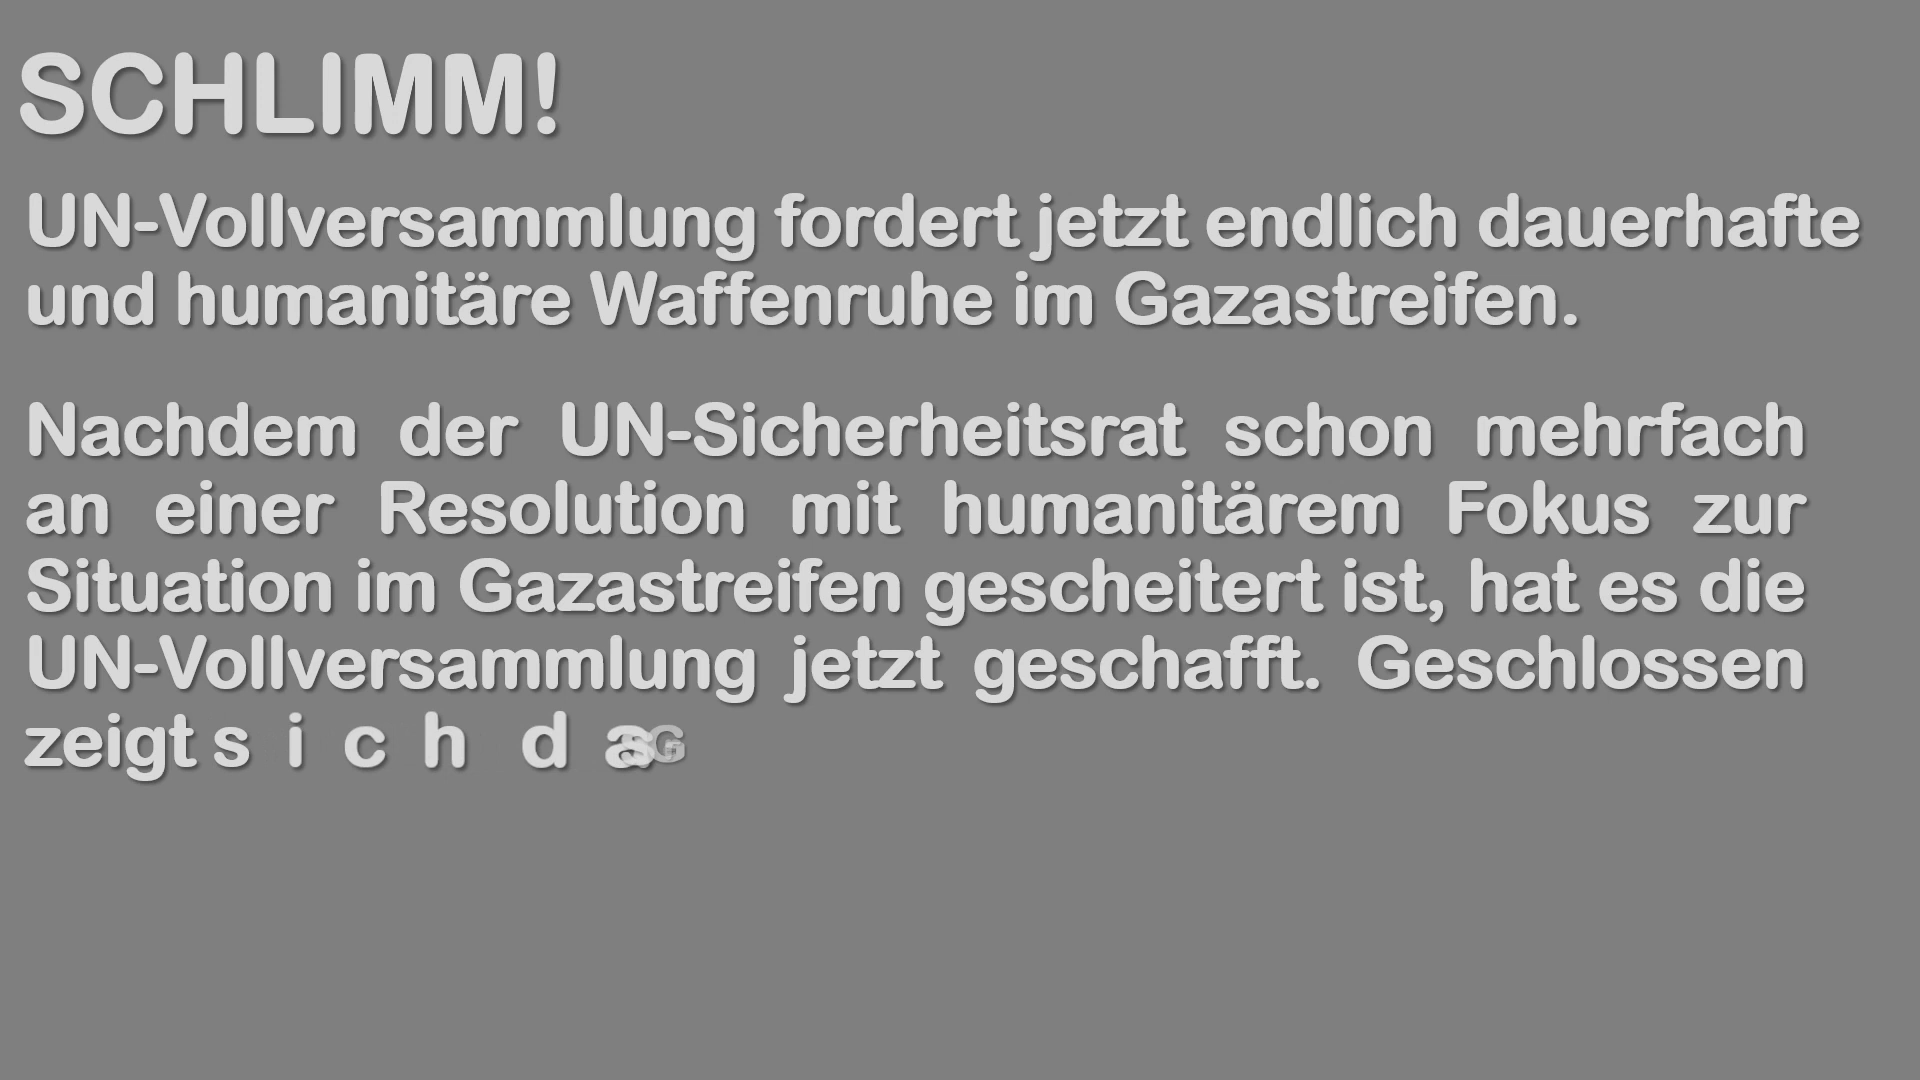 SCHLIMM!
UN-Vollversammlung fordert jetzt endlich dauerhafte
und humanitäre Waffenruhe im Gazastreifen.
Nachdem der UN-Sicherheitsrat schon mehrfach
an einer Resolution mit humanitärem Fokus zur
Situation im Gazastreifen gescheitert ist, hat es die
UN-Vollversammlung jetzt geschafft. Geschlossen
zeigt s i c h